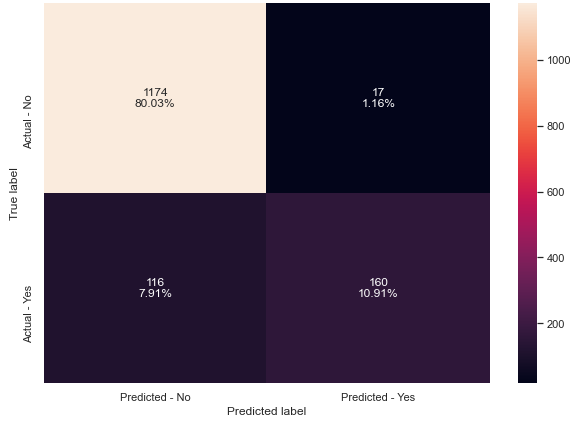 1174
80.03%
17
1.16%
116
7.91%
160
10.91%
Actual - No
Actual - Yes
True label
Predicted - No
Predicted - Yes
Predicted label
1000
800
600
400
200